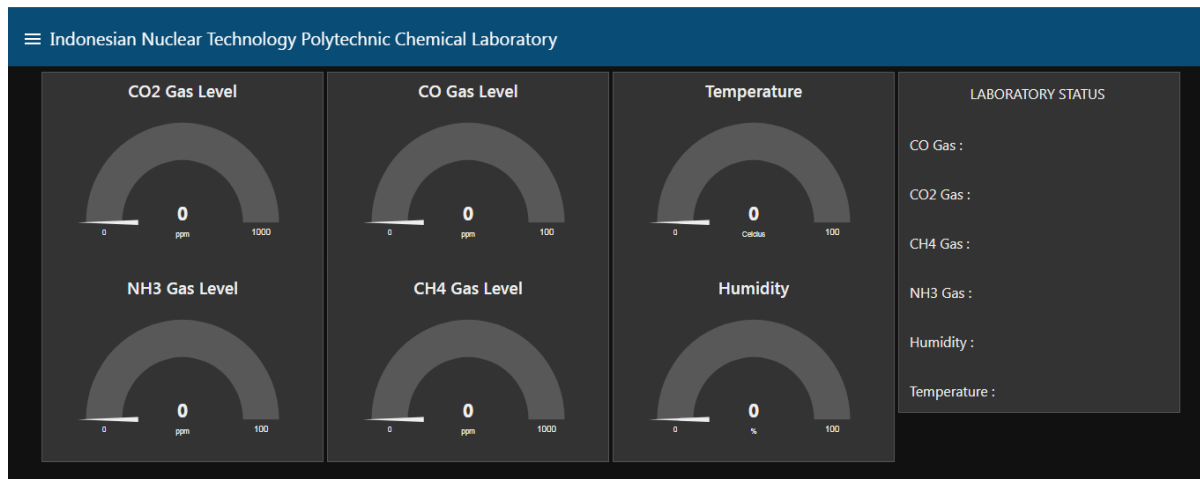 Indonesian Nuclear Technology Polytechnic Chemical Laboratory
CO2 Gas Level
0
ppm
0
1000
CO Gas Level
0
ppm
0
100
Temperature
0
Celcius
0
100
NH3 Gas Level
0
ppm
0
100
CH4 Gas Level
0
ppm
0
1000
Humidity
0
%
0
100
LABORATORY STATUS
CO Gas :
CO2 Gas :
CH4 Gas :
NH3 Gas :
Humidity :
Temperature :